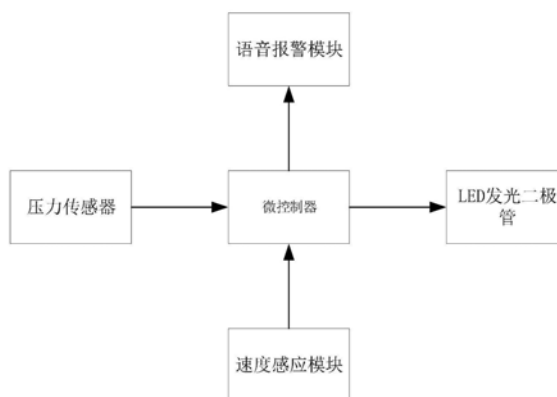 语音报警模块
压力传感器
微控制器
LED发光二极
管
速度感应模块